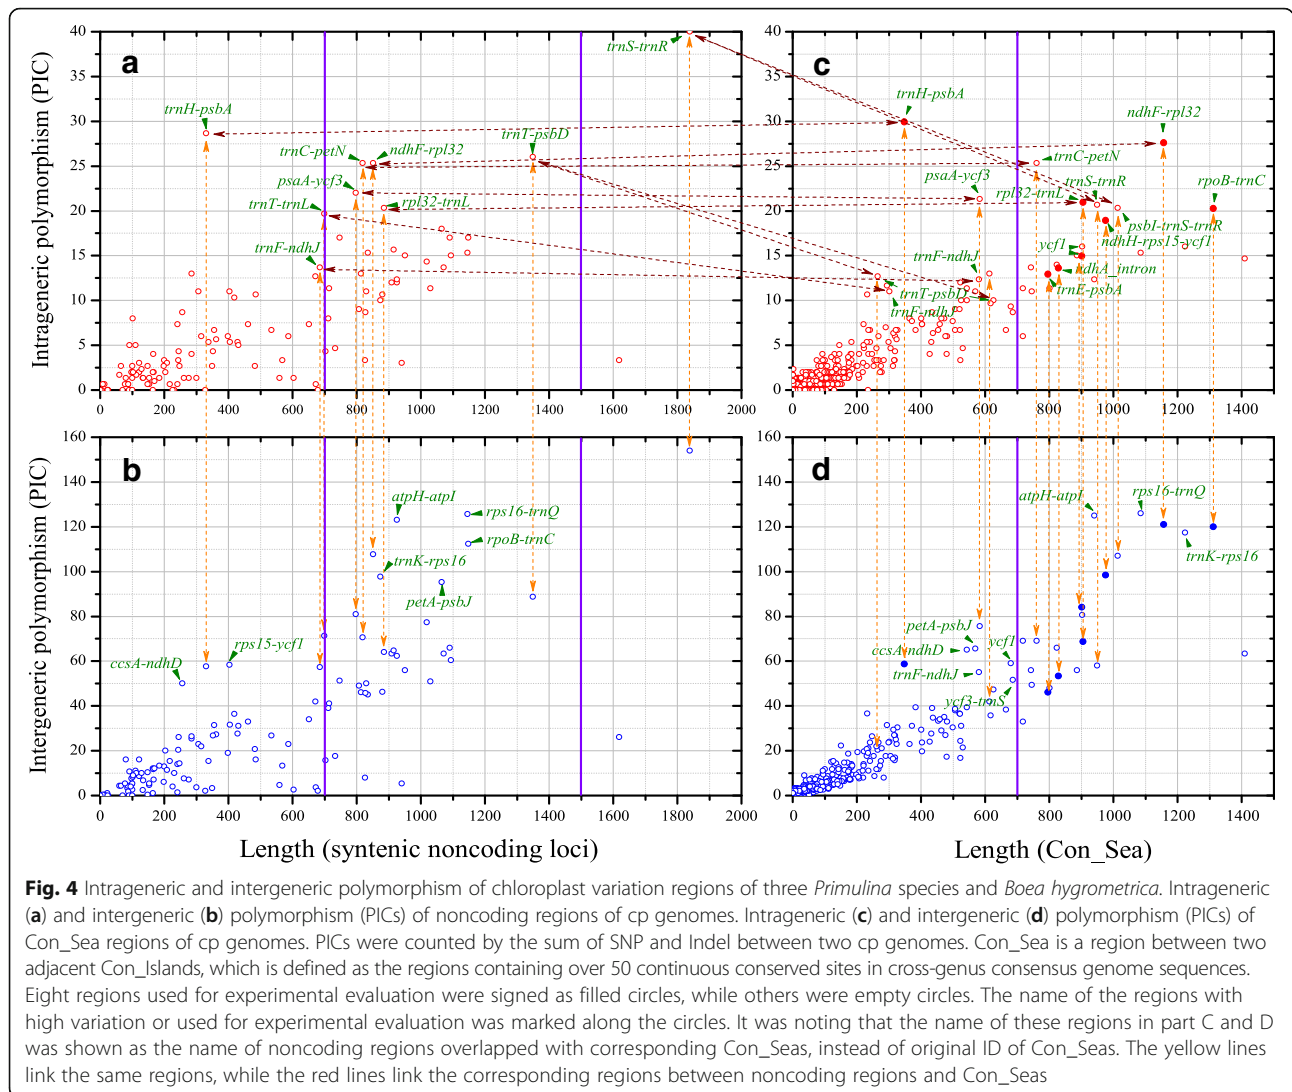 a
c
trnS-trnR
trnH-psbA
trnC-petN
ndhF-rpl32
trnT-psbD
psaA-ycf3
trnT-trnL
rpl32-trnL
trnF-ndhJ
trnH-psbA
ndhF-rpl32
trnC-petN
psaA-ycf3
trnS-trnR
rpl32-trnL
rpoB-trnC
psbI-trnS-trnR
ndhH-rps15-ycf1
ycf1
trnF-ndhJ
ndhA_intron
trnT-psbD
trnE-psbA
trnF-ndhJ
Intrageneric polymorphism (PIC)
40
35
30
25
20
15
10
5
0
0 200 400 600 800 1000 1200 1400 1600 1800 2000
40
35
30
25
20
15
10
5
0
0 200 400 600 800 1000 1200 1400
b
d
atpH-atpI
rps16-trnQ
rpoB-trnC
trnK-rps16
petA-psbJ
rps15-ycf1
ccsA-ndhD
atpH-atpI
rps16-trnQ
trnK-rps16
petA-psbJ
ycf1
ccsA-ndhD
trnF-ndhJ
ycf3-trnS
Intergeneric polymorphism (PIC)
160
140
120
100
80
60
40
20
0
0 200 400 600 800 1000 1200 1400 1600 1800 2000
160
140
120
100
80
60
40
20
0
0 200 400 600 800 1000 1200 1400
Length (syntenic noncoding loci)
Length (Con_Sea)
Fig. 4 Intrageneric and intergeneric polymorphism of chloroplast variation regions of three Primulina species and Boea hygrometrica. Intrageneric
(a) and intergeneric (b) polymorphism (PICs) of noncoding regions of cp genomes. Intrageneric (c) and intergeneric (d) polymorphism (PICs) of
Con_Sea regions of cp genomes. PICs were counted by the sum of SNP and Indel between two cp genomes. Con_Sea is a region between two
adjacent Con_Islands, which is defined as the regions containing over 50 continuous conserved sites in cross-genus consensus genome sequences.
Eight regions used for experimental evaluation were signed as filled circles, while others were empty circles. The name of the regions with
high variation or used for experimental evaluation was marked along the circles. It was noting that the name of these regions in part C and D
was shown as the name of noncoding regions overlapped with corresponding Con_Seas, instead of original ID of Con_Seas. The yellow lines
link the same regions, while the red lines link the corresponding regions between noncoding regions and Con_Seas